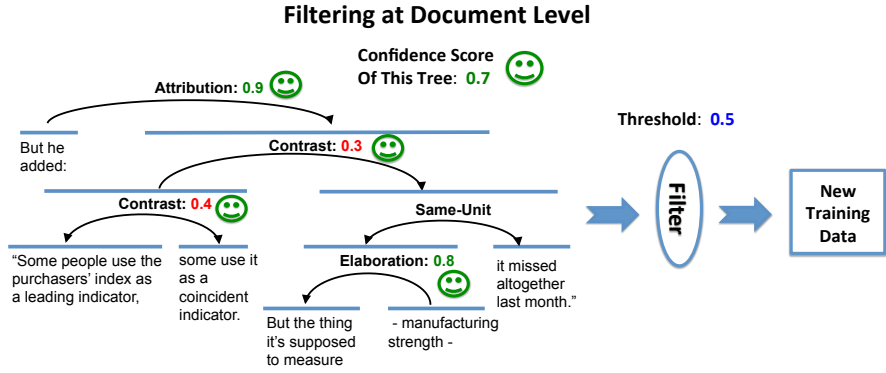 Filtering at Document Level
Confidence Score
Of This Tree: 0.7
Attribution: 0.9
Threshold: 0.5
But he
added:
Contrast: 0.3
Contrast: 0.4
Same-Unit
Filter
New
Training
Data
“Some people use the
purchasers’ index as
a leading indicator,
some use it
as a
coincident
indicator.
Elaboration: 0.8
it missed
altogether
last month.”
But the thing
it’s supposed
to measure
- manufacturing
strength -